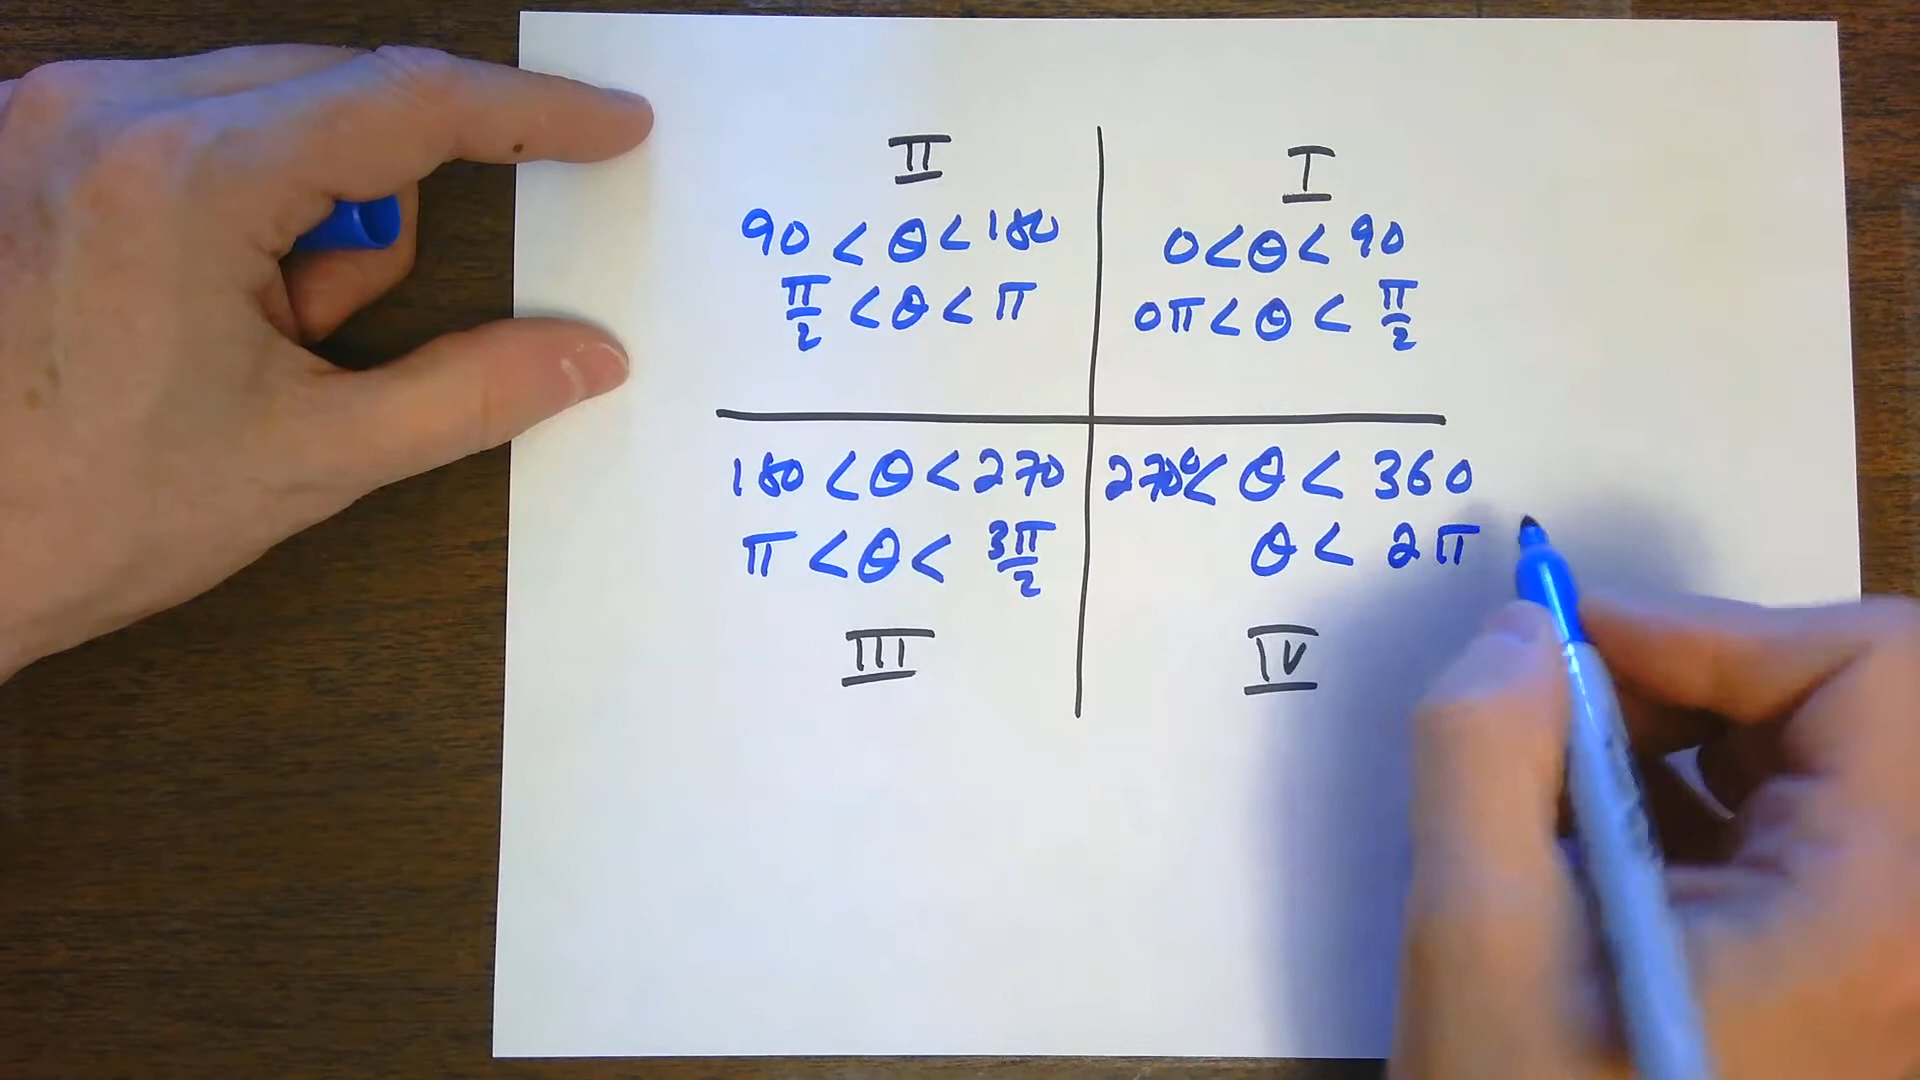 II
90 < θ < 180
π/2 < θ < π
I
0 < θ < 90
0π < θ < π/2
180 < θ < 270
π < θ < 3π/2
III
270° < θ < 360
θ < 2π
IV